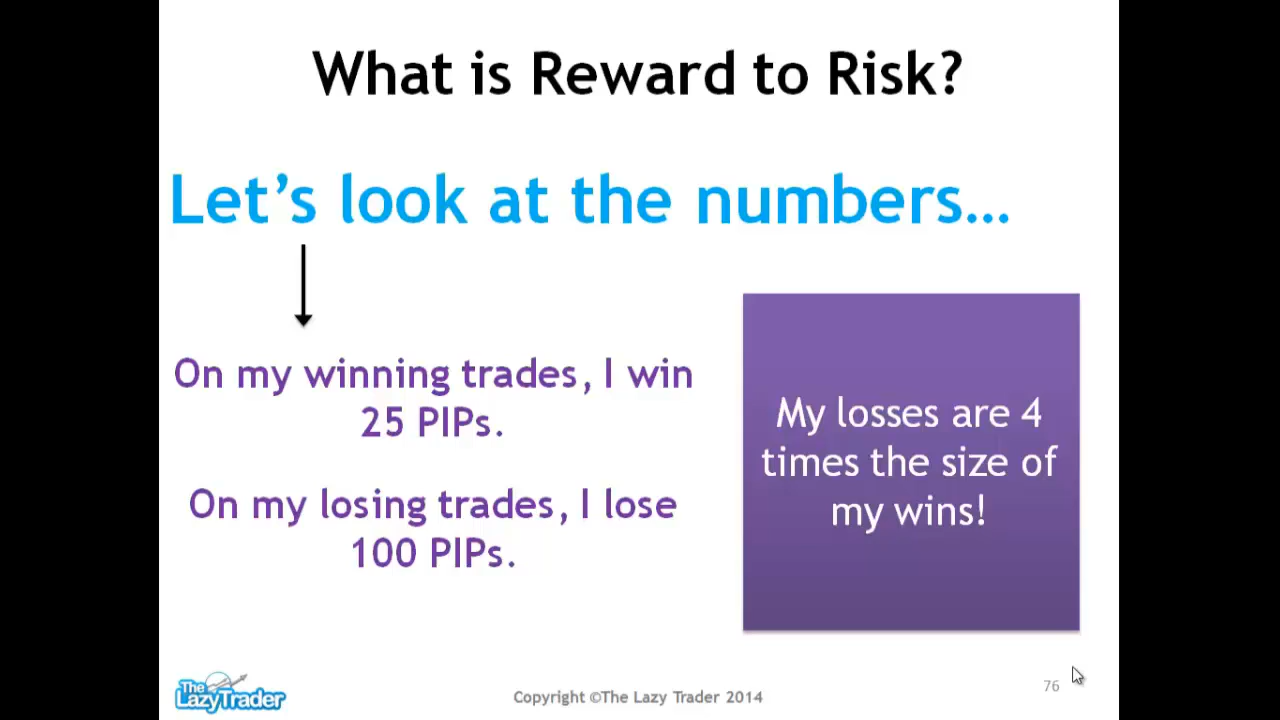 What is Reward to Risk?
Let’s look at the numbers...
On my winning trades, I win
25 PIPs.
On my losing trades, I lose
100 PIPs.
My losses are 4
times the size of
my wins!
The
LazyTrader
Copyright ©The Lazy Trader 2014
76